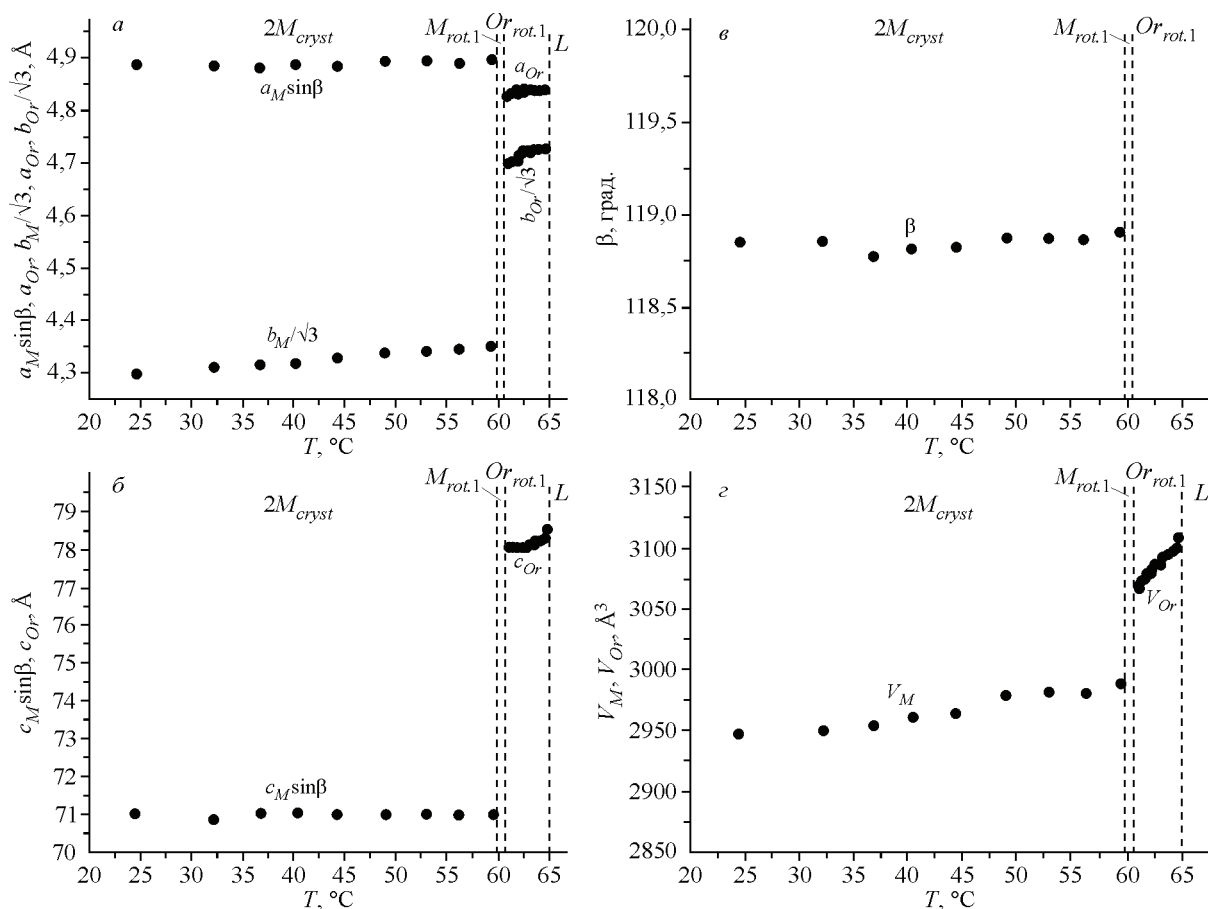 а
2M_cryst
M_rot.1
Or_rot.1
L
a_M sinβ, a_Or, b_M/√3, a_Or, b_Or/√3, Å
4,9
4,8
4,7
4,6
4,5
4,4
4,3
a_M sinβ
a_Or
b_Or/√3
b_M/√3
20 25 30 35 40 45 50 55 60 65
T, °C
в
2M_cryst
M_rot.1
Or_rot.1
β, град.
120,0
119,5
119,0
118,5
118,0
β
20 25 30 35 40 45 50 55 60 65
T, °C
б
2M_cryst
M_rot.1
Or_rot.1
L
c_M sinβ, c_Or, Å
79
78
77
76
75
74
73
72
71
70
c_Or
c_M sinβ
20 25 30 35 40 45 50 55 60 65
T, °C
г
2M_cryst
M_rot.1
Or_rot.1
L
V_M, V_Or, Å³
3150
3100
3050
3000
2950
2900
2850
V_Or
V_M
20 25 30 35 40 45 50 55 60 65
T, °C